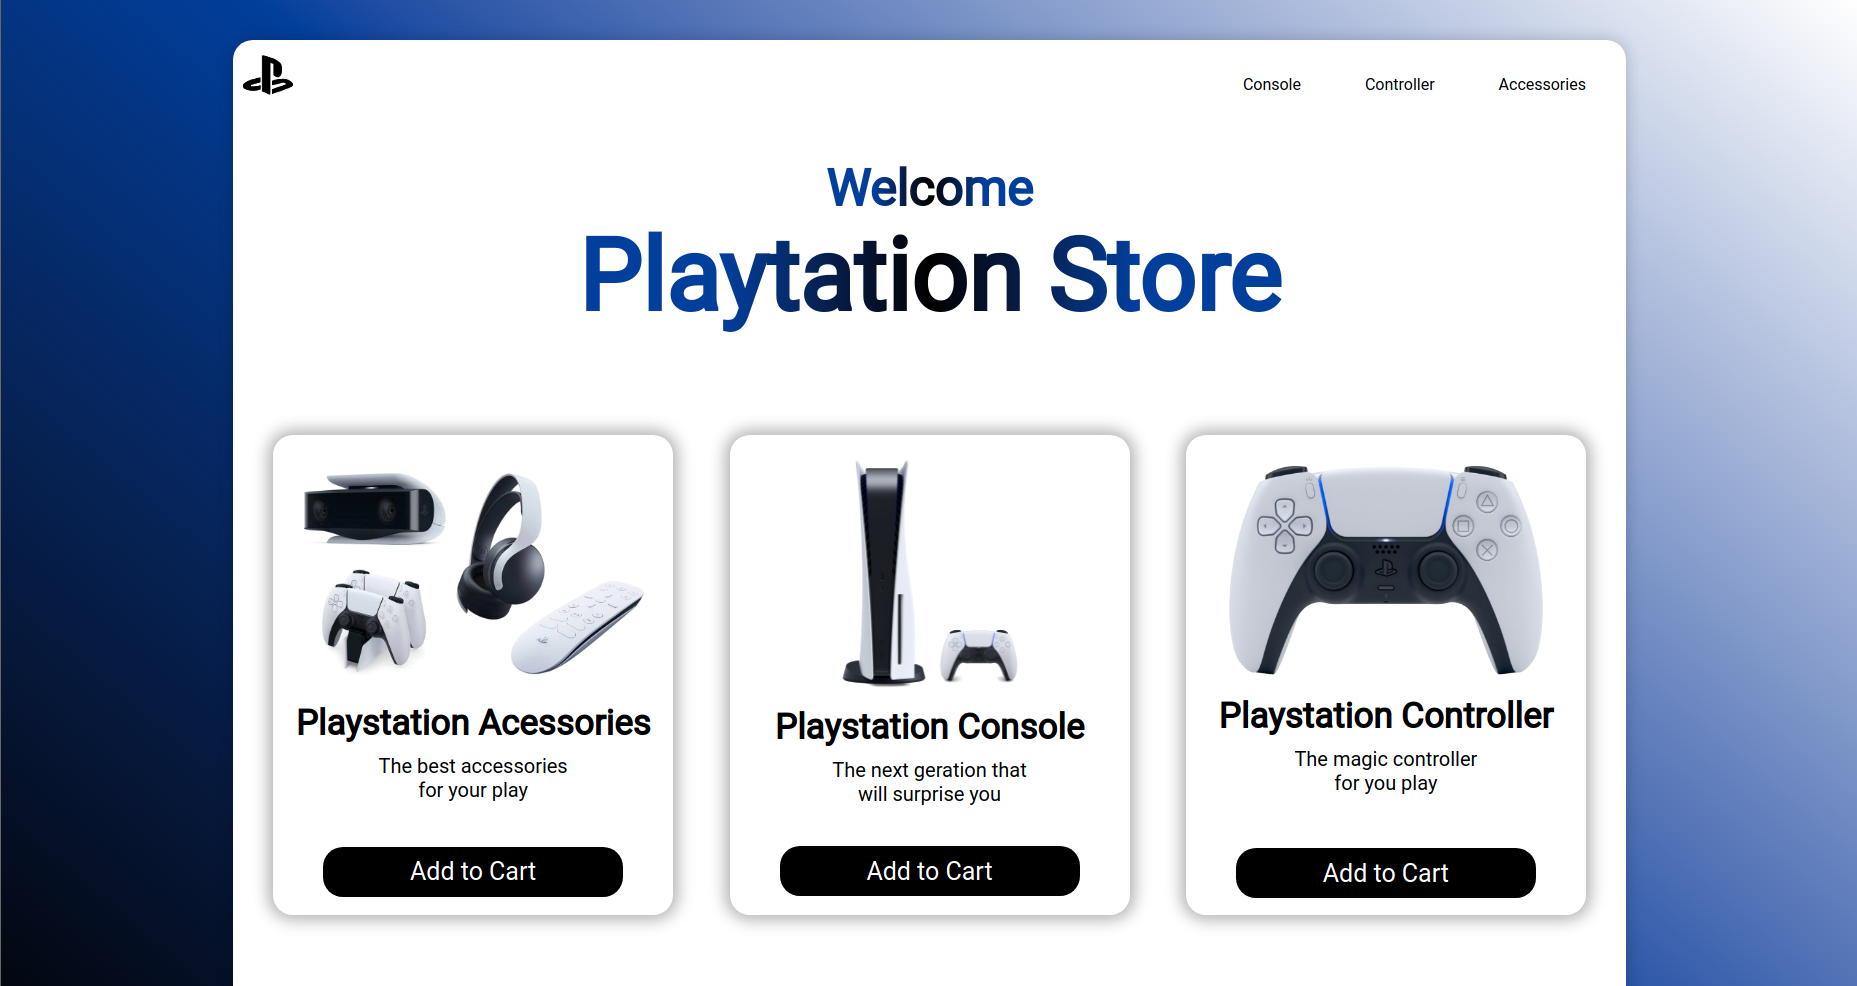 Console
Controller
Accessories
Welcome
Playtation Store
Playstation Acessories
The best accessories
for your play
Add to Cart
Playstation Console
The next geration that
will surprise you
Add to Cart
Playstation Controller
The magic controller
for you play
Add to Cart